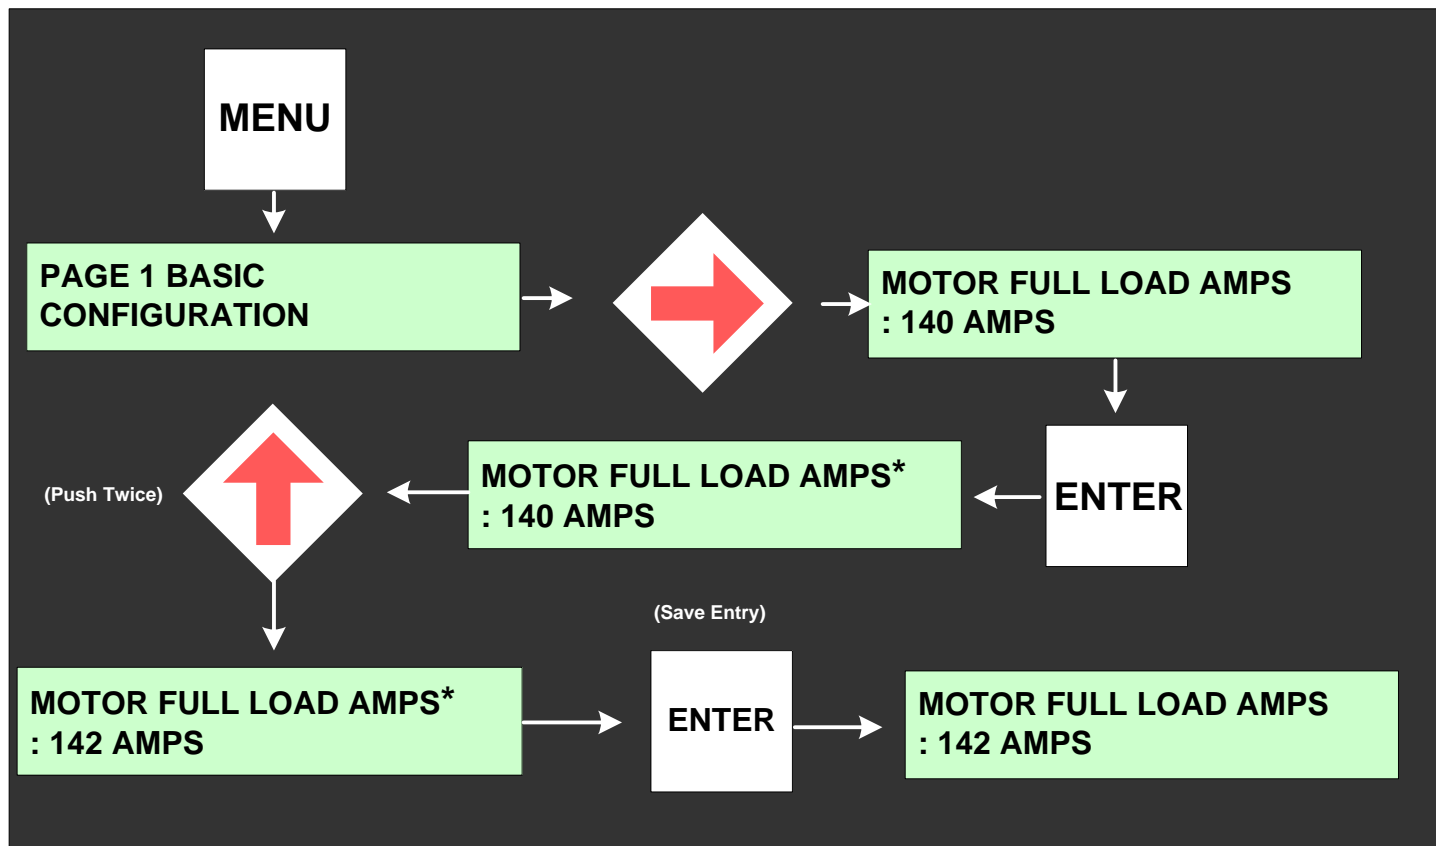 MENU
PAGE 1 BASIC
CONFIGURATION
MOTOR FULL LOAD AMPS
: 140 AMPS
ENTER
MOTOR FULL LOAD AMPS*
: 140 AMPS
(Push Twice)
MOTOR FULL LOAD AMPS*
: 142 AMPS
(Save Entry)
ENTER
MOTOR FULL LOAD AMPS
: 142 AMPS